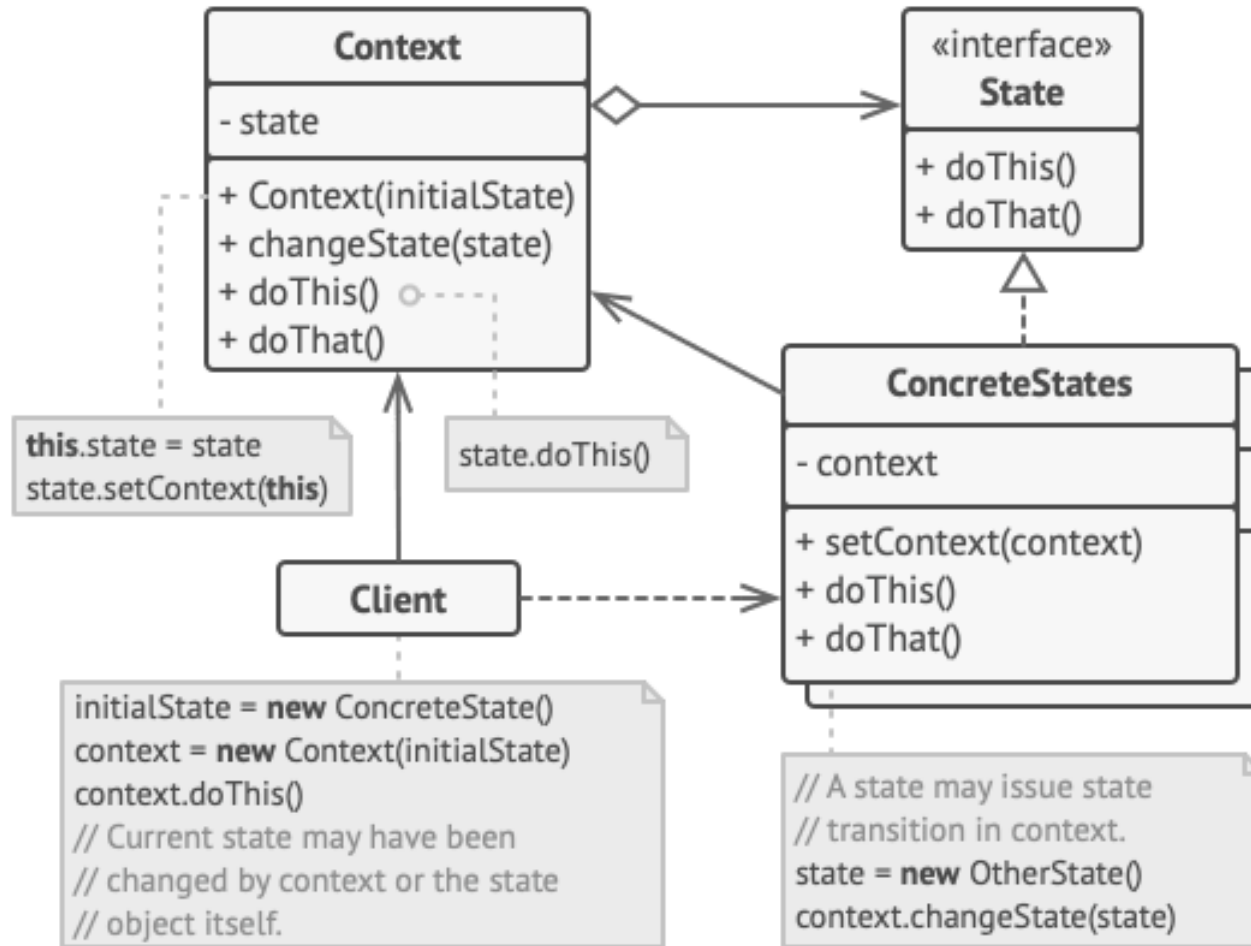 Context
- state
+ Context(initialState)
+ changeState(state)
+ doThis()
+ doThat()
«interface»
State
+ doThis()
+ doThat()
this.state = state
state.setContext(this)
state.doThis()
ConcreteStates
- context
+ setContext(context)
+ doThis()
+ doThat()
Client
initialState = new ConcreteState()
context = new Context(initialState)
context.doThis()
// Current state may have been
// changed by context or the state
// object itself.
// A state may issue state
// transition in context.
state = new OtherState()
context.changeState(state)